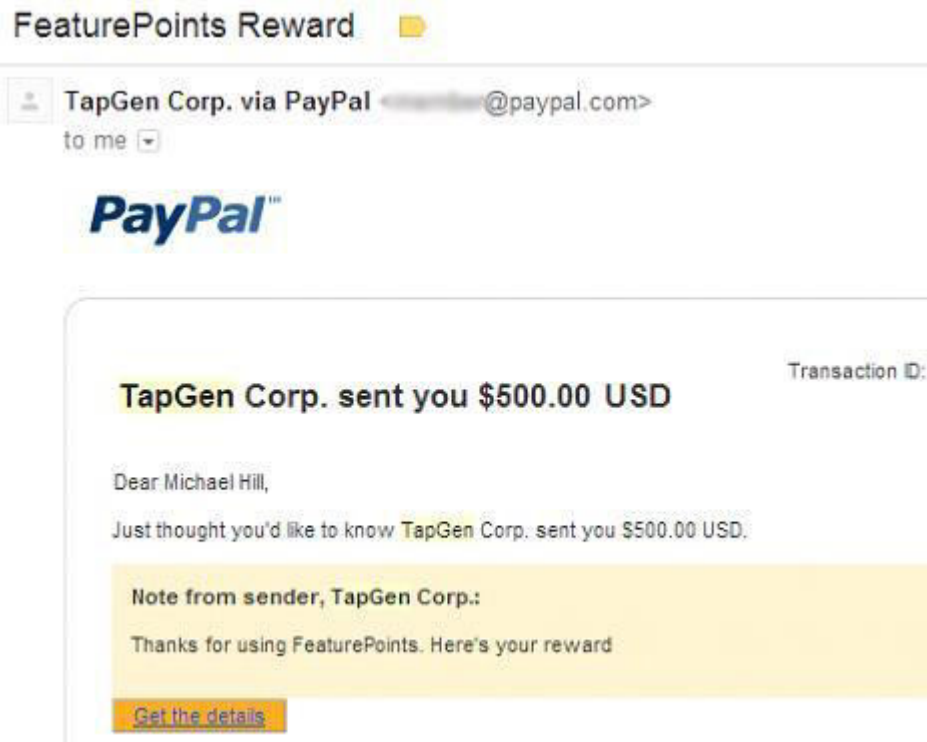 FeaturePoints Reward
TapGen Corp. via PayPal < @paypal.com>
to me
PayPal™
Transaction ID:
TapGen Corp. sent you $500.00 USD
Dear Michael Hill,
Just thought you'd like to know TapGen Corp. sent you $500.00 USD.
Note from sender, TapGen Corp.:
Thanks for using FeaturePoints. Here's your reward
Get the details